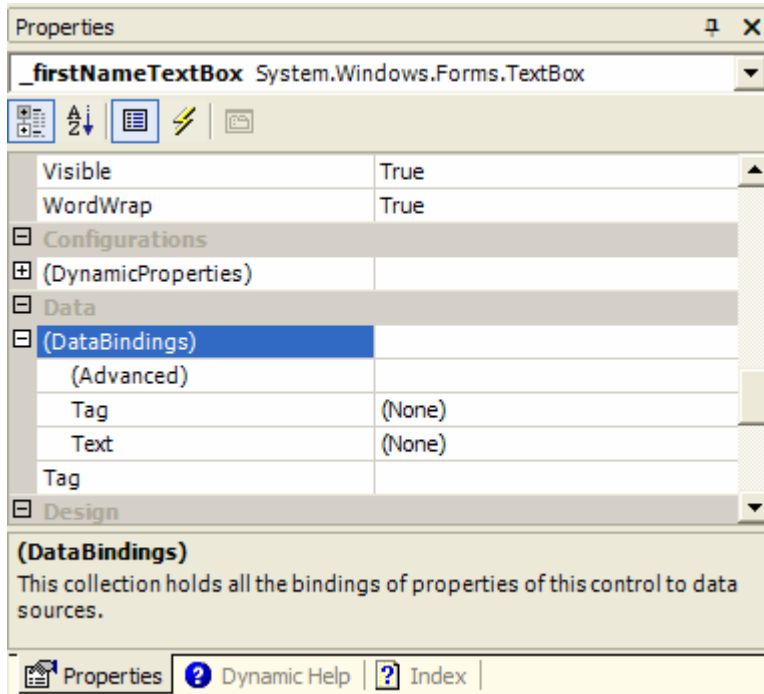 Properties
_firstNameTextBox System.Windows.Forms.TextBox
Visible True
WordWrap True
Configurations
(DynamicProperties)
Data
(DataBindings)
(Advanced)
Tag (None)
Text (None)
Tag
Design
(DataBindings)
This collection holds all the bindings of properties of this control to data
sources.
Properties Dynamic Help Index